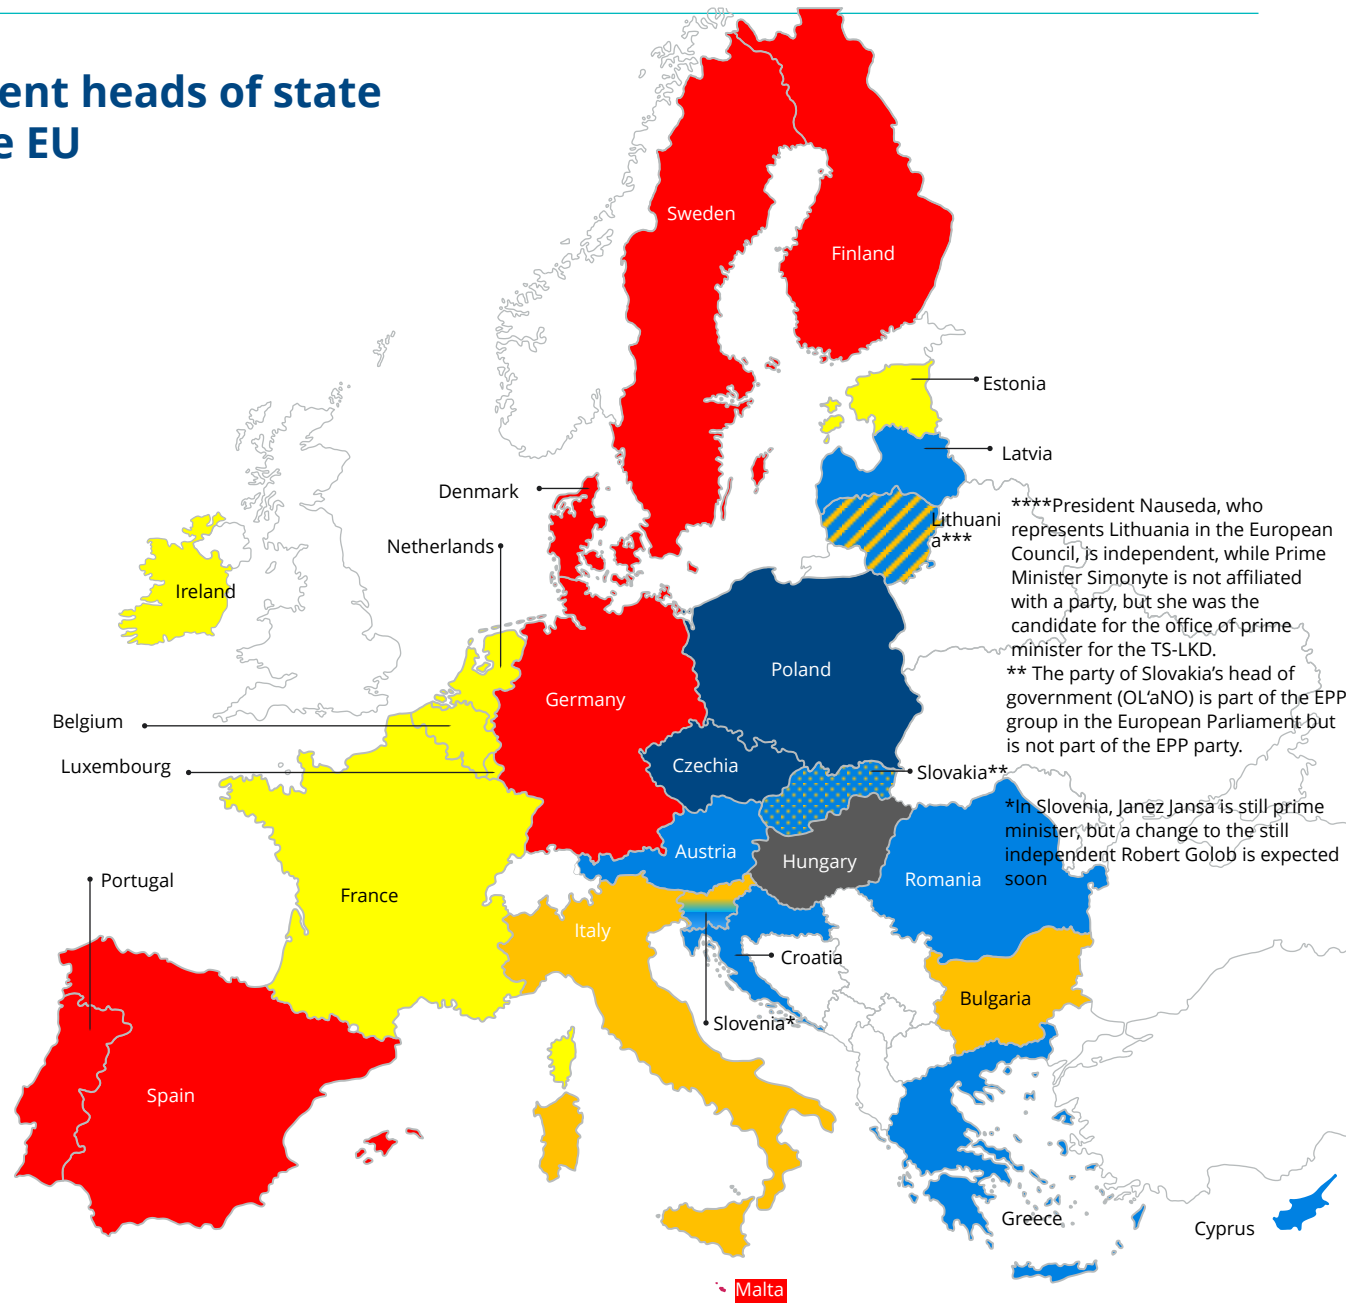 ent heads of state
e EU
Sweden
Finland
Estonia
Latvia
Denmark
Lithuani
a***
Netherlands
Ireland
****President Nauseda, who
represents Lithuania in the European
Council, is independent, while Prime
Minister Simonyte is not affiliated
with a party, but she was the
candidate for the office of prime
minister for the TS-LKD.
** The party of Slovakia’s head of
government (OL‘aNO) is part of the EPP
group in the European Parliament but
is not part of the EPP party.
Poland
Germany
Belgium
Luxembourg
Czechia
Slovakia**
*In Slovenia, Janez Jansa is still prime
minister, but a change to the still
independent Robert Golob is expected
soon
Austria
Hungary
Romania
Portugal
France
Italy
Croatia
Bulgaria
Slovenia*
Spain
Greece
Cyprus
Malta